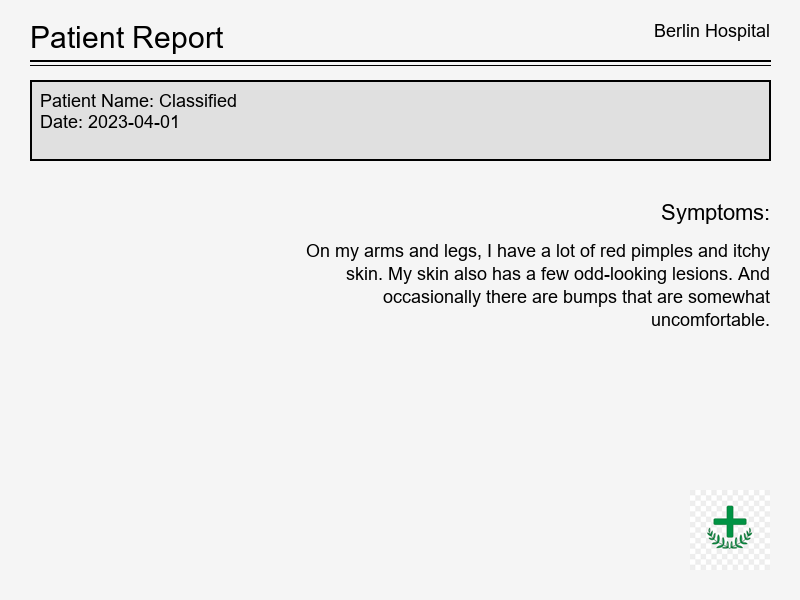 Patient Report
Berlin Hospital
Patient Name: Classified
Date: 2023-04-01
Symptoms:
On my arms and legs, I have a lot of red pimples and itchy
skin. My skin also has a few odd-looking lesions. And
occasionally there are bumps that are somewhat
uncomfortable.